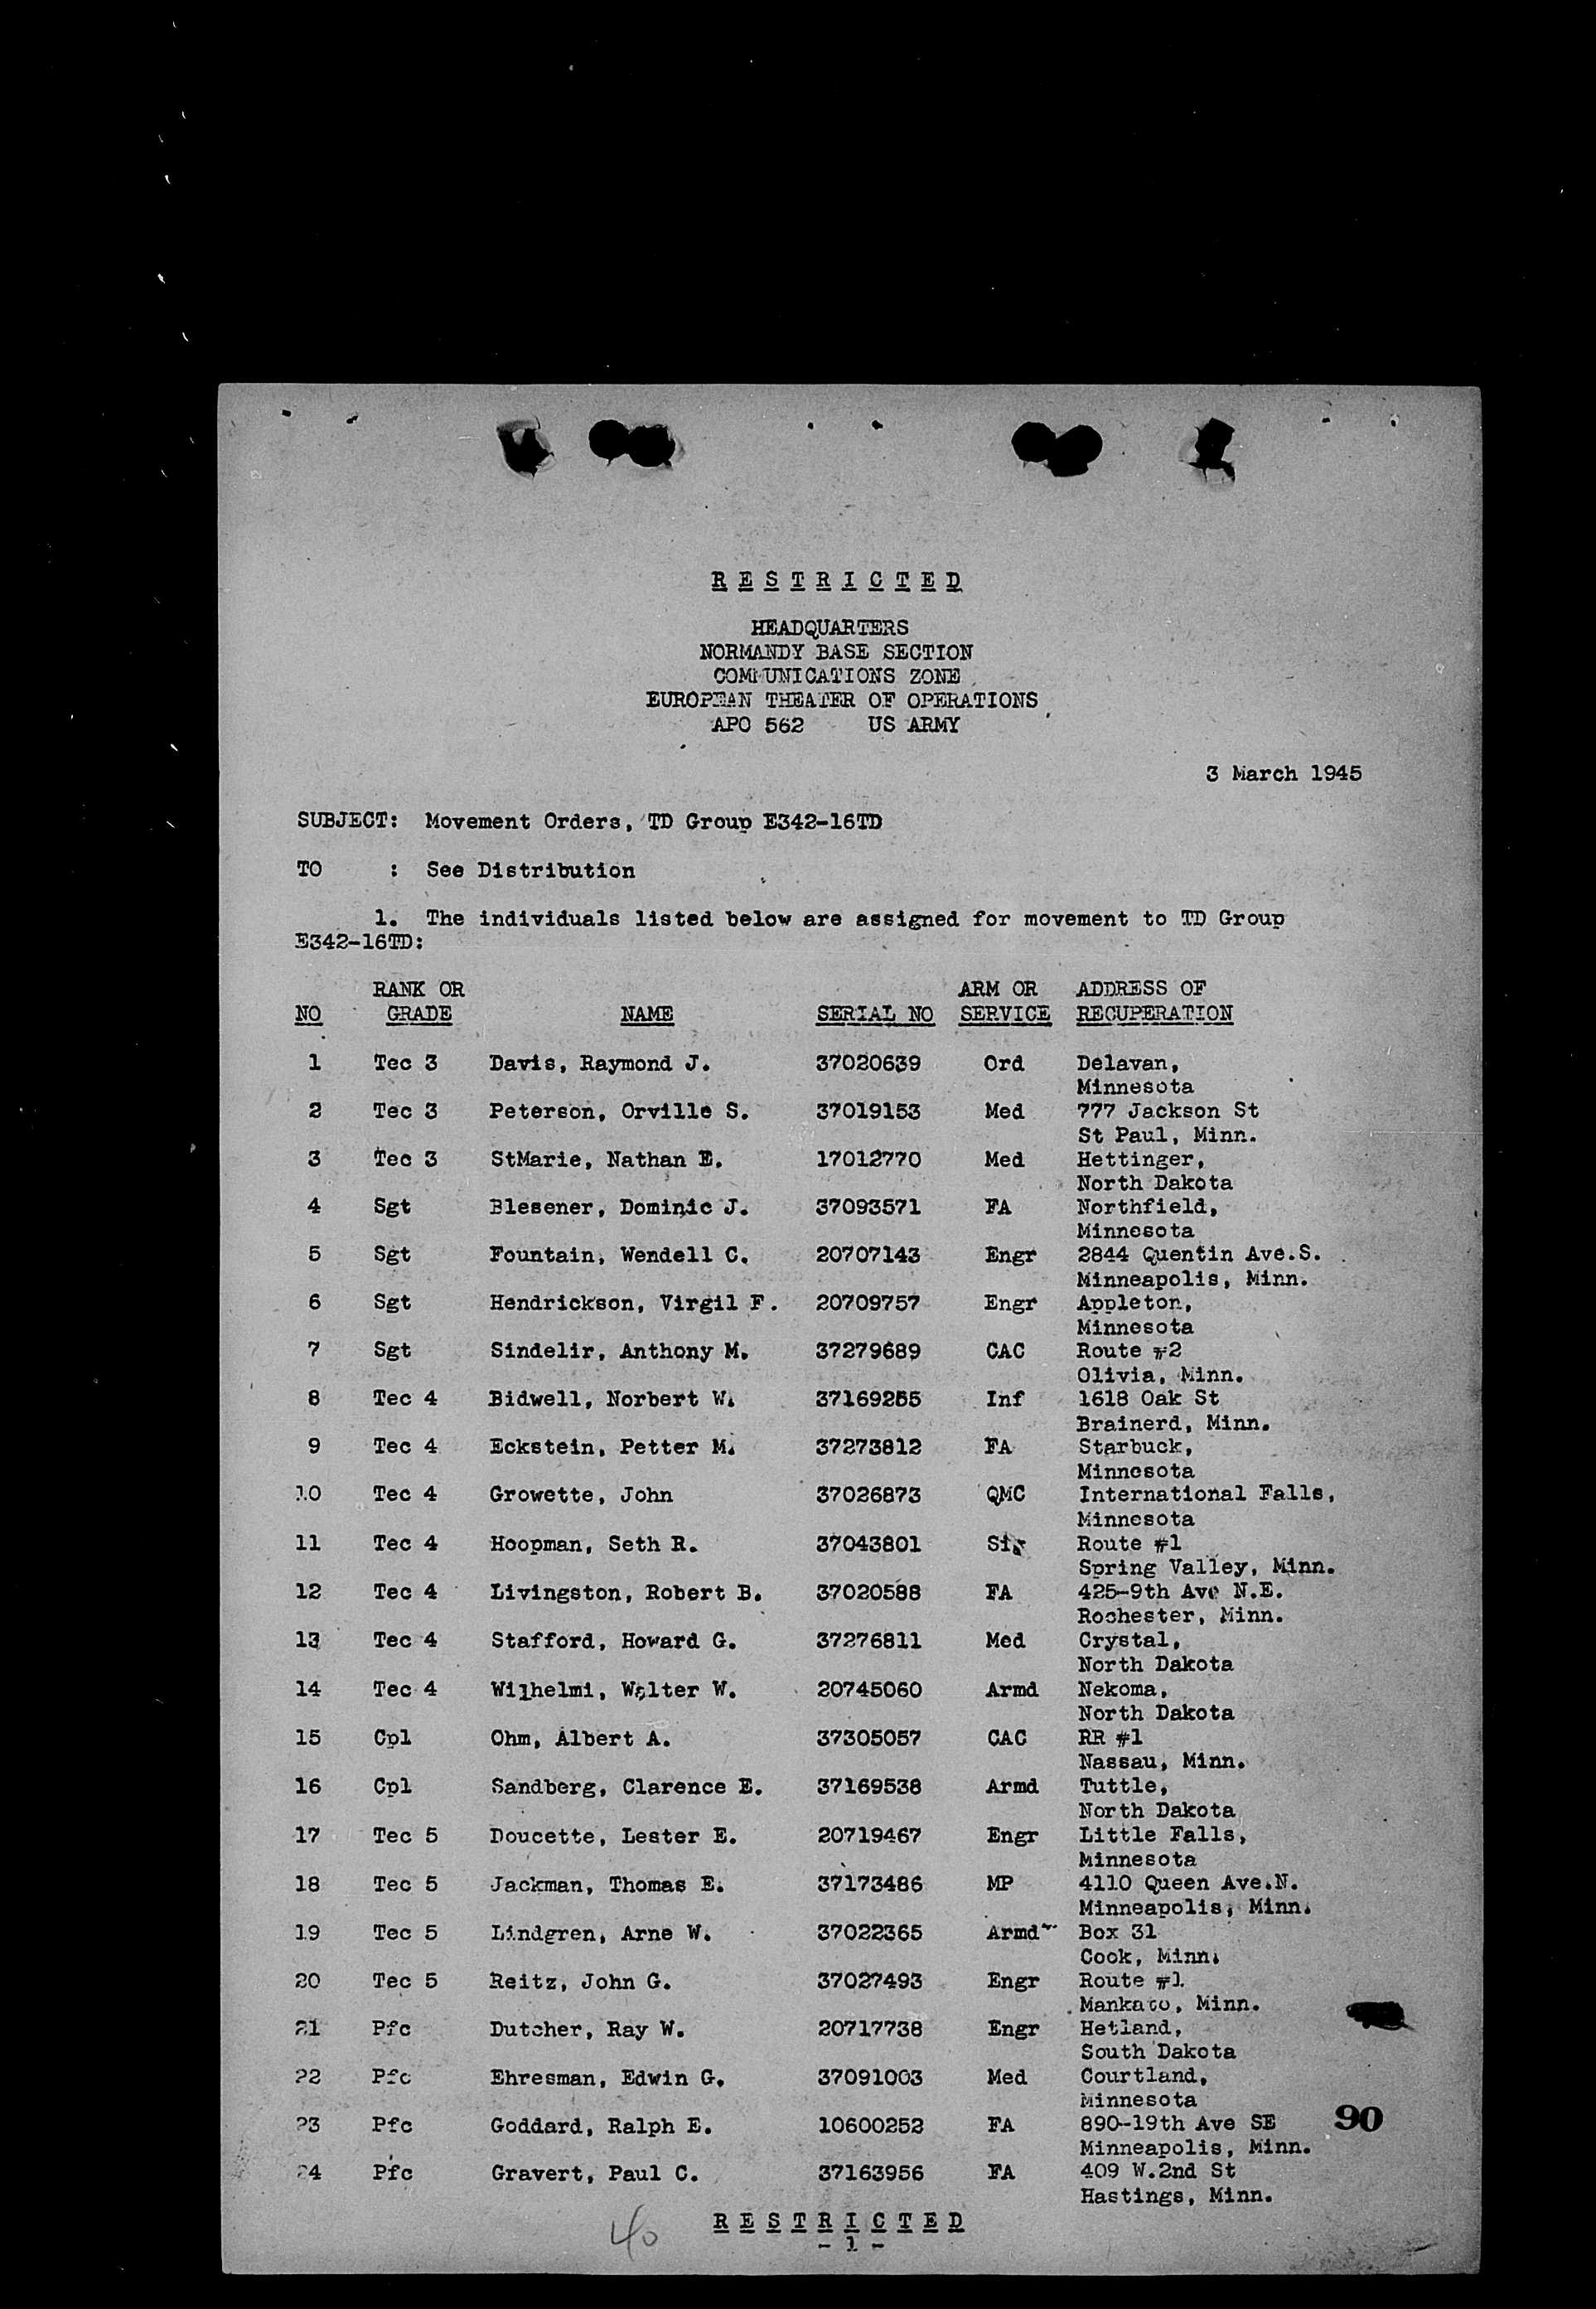 RESTRICTED
HEADQUARTERS
NORMANDY BASE SECTION
COMMUNICATIONS ZONE
EUROPEAN THEATER OF OPERATIONS
APO 562 US ARMY
3 March 1945
SUBJECT: Movement Orders, TD Group E342-16TD
TO : See Distribution
1. The individuals listed below are assigned for movement to TD Group
E342-16TD:
RANK OR ARM OR ADDRESS OF
NO GRADE NAME SERIAL NO SERVICE RECUPERATION
1 Tec 3 Davis, Raymond J. 37020639 Ord Delavan,
Minnesota
2 Tec 3 Peterson, Orville S. 37019153 Med 777 Jackson St
St Paul, Minn.
3 Tec 3 StMarie, Nathan E. 17012770 Med Hettinger,
North Dakota
4 Sgt Blesener, Dominic J. 37093571 FA Northfield,
Minnesota
5 Sgt Fountain, Wendell C. 20707143 Engr 2844 Quentin Ave.S.
Minneapolis, Minn.
6 Sgt Hendrickson, Virgil F. 20709757 Engr Appleton,
Minnesota
7 Sgt Sindelir, Anthony M. 37279689 CAC Route #2
Olivia, Minn.
8 Tec 4 Bidwell, Norbert W. 37169255 Inf 1618 Oak St
Brainerd, Minn.
9 Tec 4 Eckstein, Petter M. 37273812 FA Starbuck,
Minnesota
10 Tec 4 Growette, John 37026873 QMC International Falls,
Minnesota
11 Tec 4 Hoopman, Seth R. 37043801 Sig Route #1
Spring Valley, Minn.
12 Tec 4 Livingston, Robert B. 37020588 FA 425-9th Ave N.E.
Rochester, Minn.
13 Tec 4 Stafford, Howard G. 37276811 Med Crystal,
North Dakota
14 Tec 4 Wilhelmi, Walter W. 20745060 Armd Nekoma,
North Dakota
15 Cpl Ohm, Albert A. 37305057 CAC RR #1
Nassau, Minn.
16 Cpl Sandberg, Clarence E. 37169538 Armd Tuttle,
North Dakota
17 Tec 5 Doucette, Lester E. 20719467 Engr Little Falls,
Minnesota
18 Tec 5 Jackman, Thomas E. 37173486 MP 4110 Queen Ave.N.
Minneapolis, Minn.
19 Tec 5 Lindgren, Arne W. 37022365 Armd Box 31
Cook, Minn.
20 Tec 5 Reitz, John G. 37027493 Engr Route #1
Mankato, Minn.
21 Pfc Dutcher, Ray W. 20717738 Engr Hetland,
South Dakota
22 Pfc Ehresman, Edwin G. 37091003 Med Courtland,
Minnesota
23 Pfc Goddard, Ralph E. 10600252 FA 890-19th Ave SE
Minneapolis, Minn.
90
24 Pfc Gravert, Paul C. 37163956 FA 409 W.2nd St
Hastings, Minn.
RESTRICTED
40
- 1 -